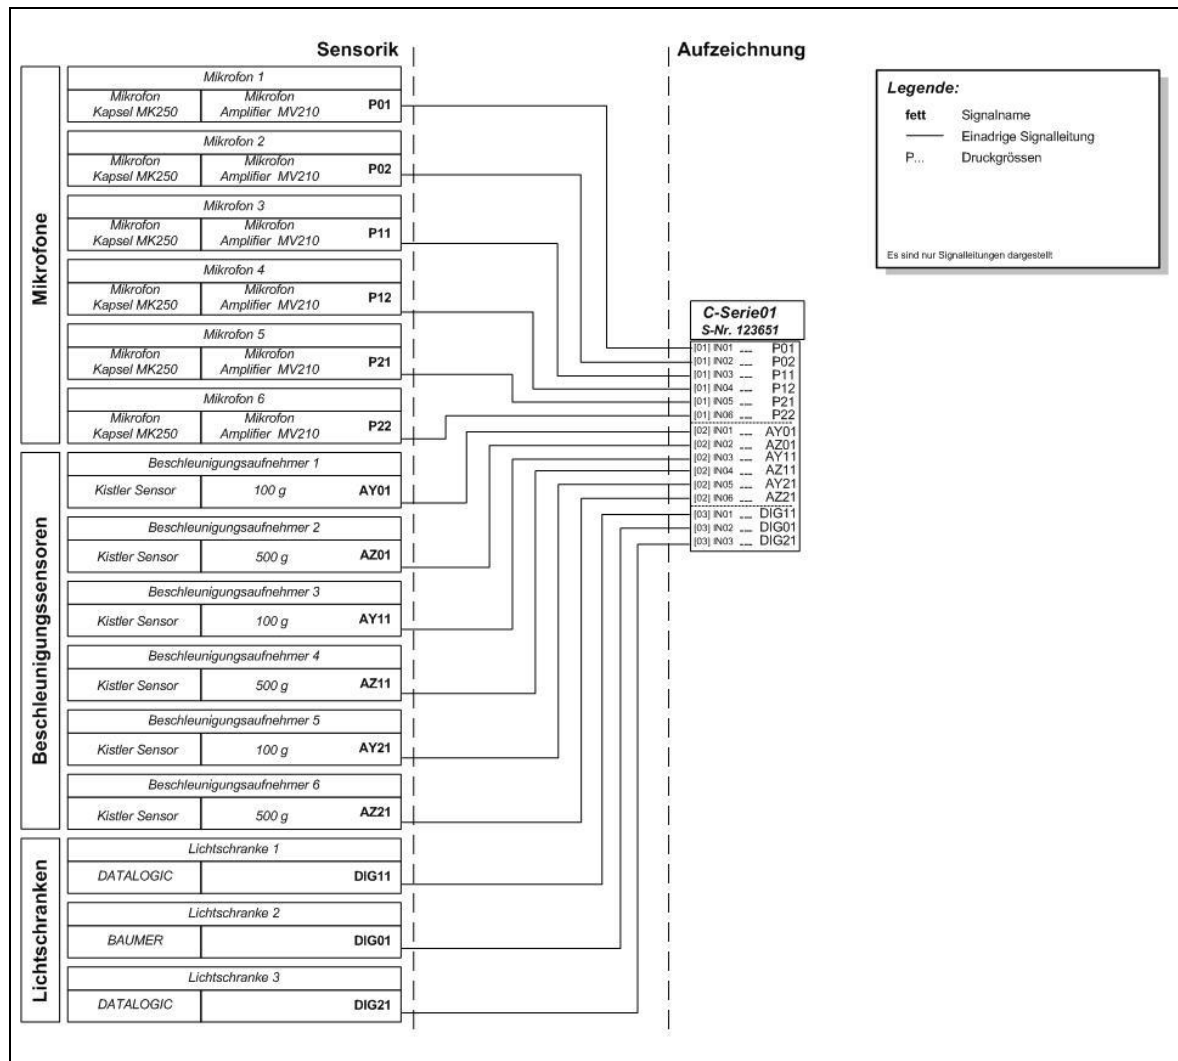 Sensorik
Aufzeichnung
Mikrofone
Mikrofon 1
Mikrofon Kapsel MK250
Mikrofon Amplifier MV210
P01
Mikrofon 2
Mikrofon Kapsel MK250
Mikrofon Amplifier MV210
P02
Mikrofon 3
Mikrofon Kapsel MK250
Mikrofon Amplifier MV210
P11
Mikrofon 4
Mikrofon Kapsel MK250
Mikrofon Amplifier MV210
P12
Mikrofon 5
Mikrofon Kapsel MK250
Mikrofon Amplifier MV210
P21
Mikrofon 6
Mikrofon Kapsel MK250
Mikrofon Amplifier MV210
P22
Beschleunigungssensoren
Beschleunigungsaufnehmer 1
Kistler Sensor 100 g AY01
Beschleunigungsaufnehmer 2
Kistler Sensor 500 g AZ01
Beschleunigungsaufnehmer 3
Kistler Sensor 100 g AY11
Beschleunigungsaufnehmer 4
Kistler Sensor 500 g AZ11
Beschleunigungsaufnehmer 5
Kistler Sensor 100 g AY21
Beschleunigungsaufnehmer 6
Kistler Sensor 500 g AZ21
Lichtschranken
Lichtschranke 1
DATALOGIC DIG11
Lichtschranke 2
BAUMER DIG01
Lichtschranke 3
DATALOGIC DIG21
C-Serie01
S-Nr. 123651
[01] IN01 --- P01
[01] IN02 --- P02
[01] IN03 --- P11
[01] IN04 --- P12
[01] IN05 --- P21
[01] IN06 --- P22
[02] IN01 --- AY01
[02] IN02 --- AZ01
[02] IN03 --- AY11
[02] IN04 --- AZ11
[02] IN05 --- AY21
[02] IN06 --- AZ21
[03] IN01 --- DIG11
[03] IN02 --- DIG01
[03] IN03 --- DIG21
Legende:
fett Signalname
Einadrige Signalleitung
P... Druckgrössen
Es sind nur Signalleitungen dargestellt